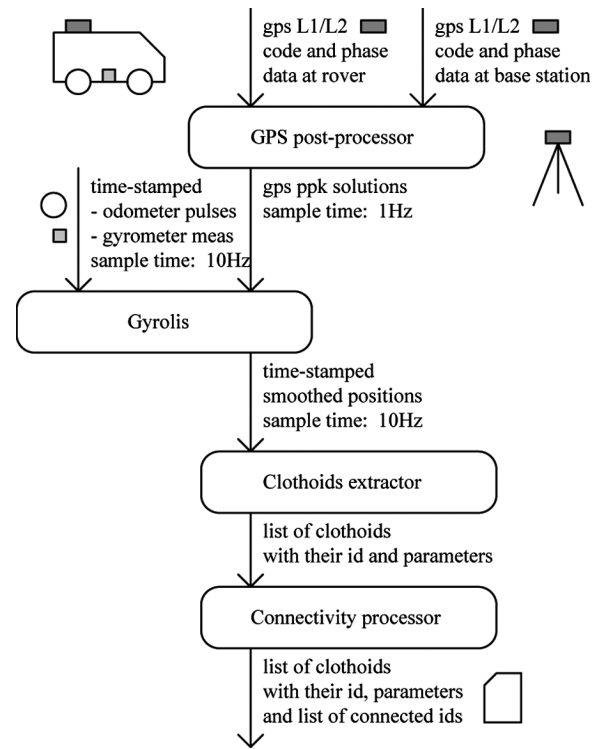 gps L1/L2
code and phase
data at rover
gps L1/L2
code and phase
data at base station
GPS post-processor
time-stamped
- odometer pulses
- gyrometer meas
sample time: 10Hz
gps ppk solutions
sample time: 1Hz
Gyrolis
time-stamped
smoothed positions
sample time: 10Hz
Clothoids extractor
list of clothoids
with their id and parameters
Connectivity processor
list of clothoids
with their id, parameters
and list of connected ids